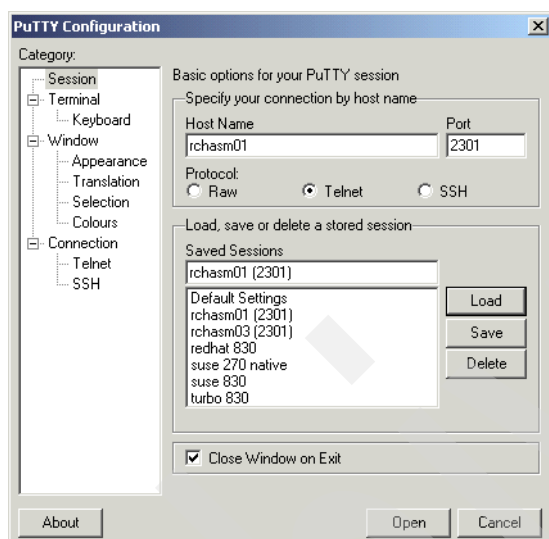 PuTTY Configuration
Category:
Session
Terminal
Keyboard
Window
Appearance
Translation
Selection
Colours
Connection
Telnet
SSH
Basic options for your PuTTY session
Specify your connection by host name
Host Name Port
rchasm01 2301
Protocol:
Raw Telnet SSH
Load, save or delete a stored session
Saved Sessions
rchasm01 (2301)
Default Settings
rchasm01 (2301)
rchasm03 (2301)
redhat 830
suse 270 native
suse 830
turbo 830
Load
Save
Delete
Close Window on Exit
About Open Cancel